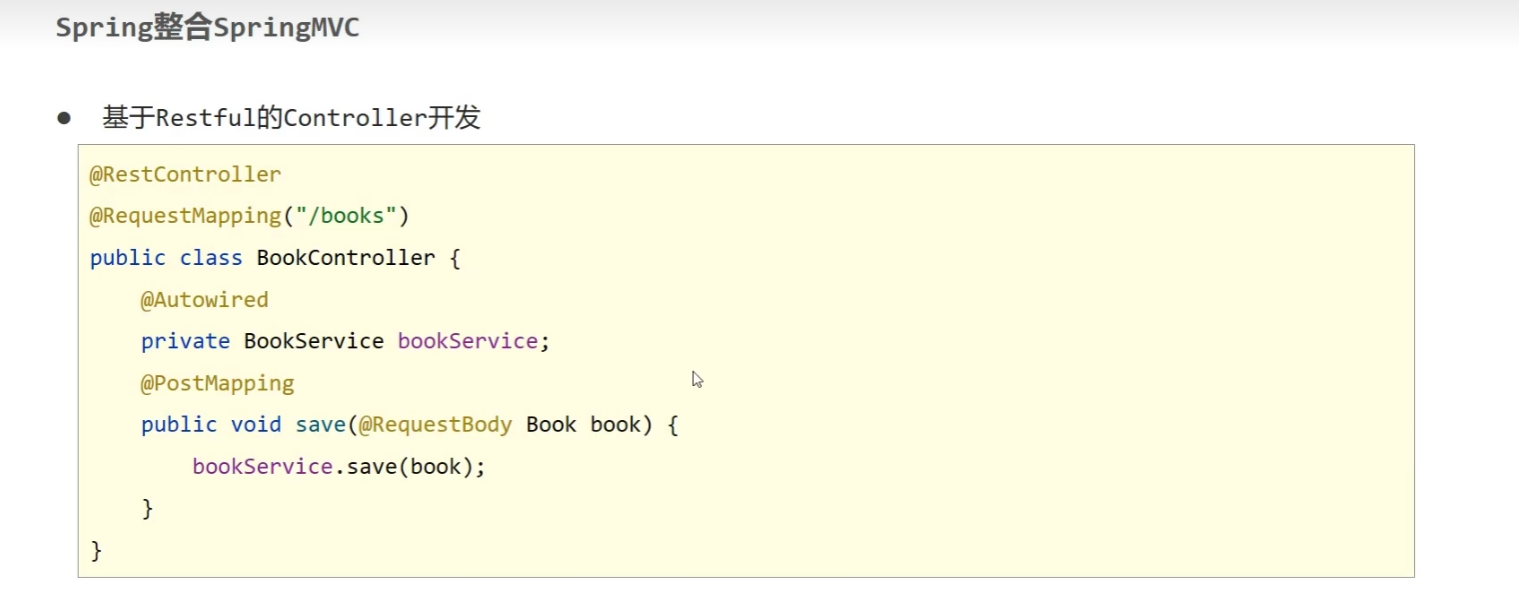 Spring整合SpringMVC
● 基于Restful的Controller开发
@RestController
@RequestMapping("/books")
public class BookController {
    @Autowired
    private BookService bookService;
    @PostMapping
    public void save(@RequestBody Book book) {
        bookService.save(book);
    }
}